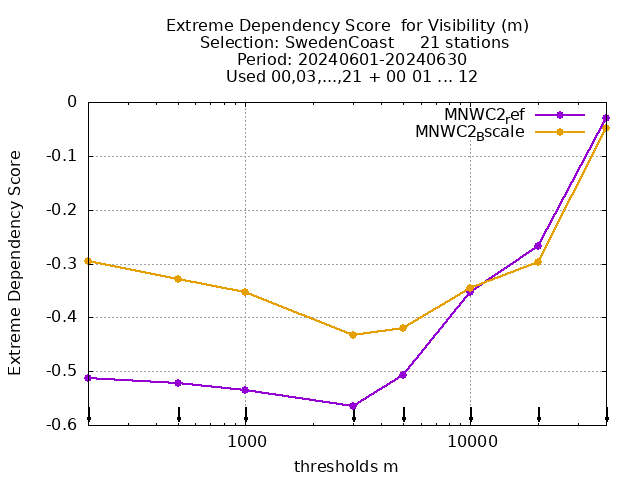 Extreme Dependency Score  for Visibility (m)
Selection: SwedenCoast     21 stations
Period: 20240601-20240630
Used 00,03,...,21 + 00 01 ... 12
MNWC2ref
MNWC2Bscale
0
-0.1
-0.2
-0.3
-0.4
-0.5
-0.6
Extreme Dependency Score
1000 10000
thresholds m